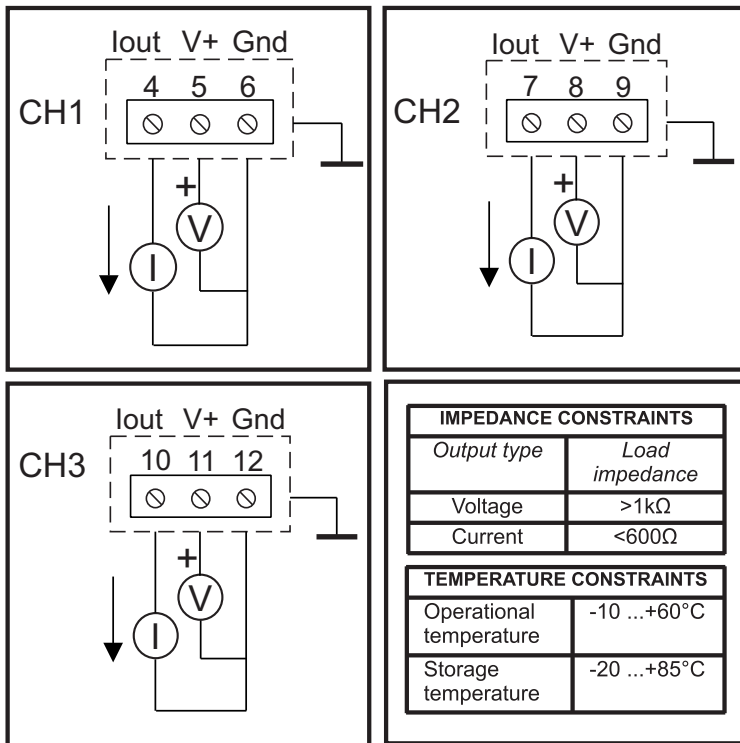 Iout V+ Gnd
4 5 6
CH1
+
V
I
Iout V+ Gnd
7 8 9
CH2
+
V
I
Iout V+ Gnd
10 11 12
CH3
+
V
I
IMPEDANCE CONSTRAINTS
Output type Load
impedance
Voltage >1kΩ
Current <600Ω
TEMPERATURE CONSTRAINTS
Operational -10 ...+60°C
temperature
Storage -20 ...+85°C
temperature